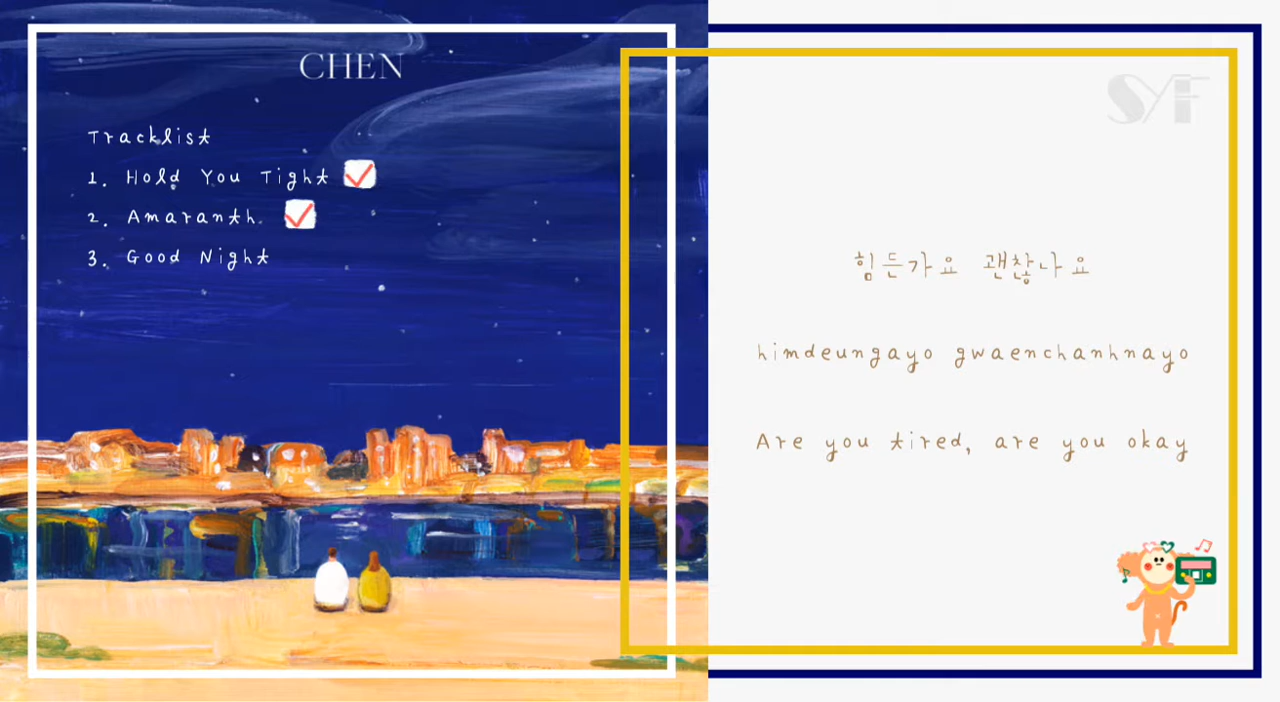 CHEN
Tracklist
1. Hold You Tight
2. Amaranth
3. Good Night
SYF
힘든가요 괜찮나요
himdeungayo gwaenchanhnayo
Are you tired, are you okay